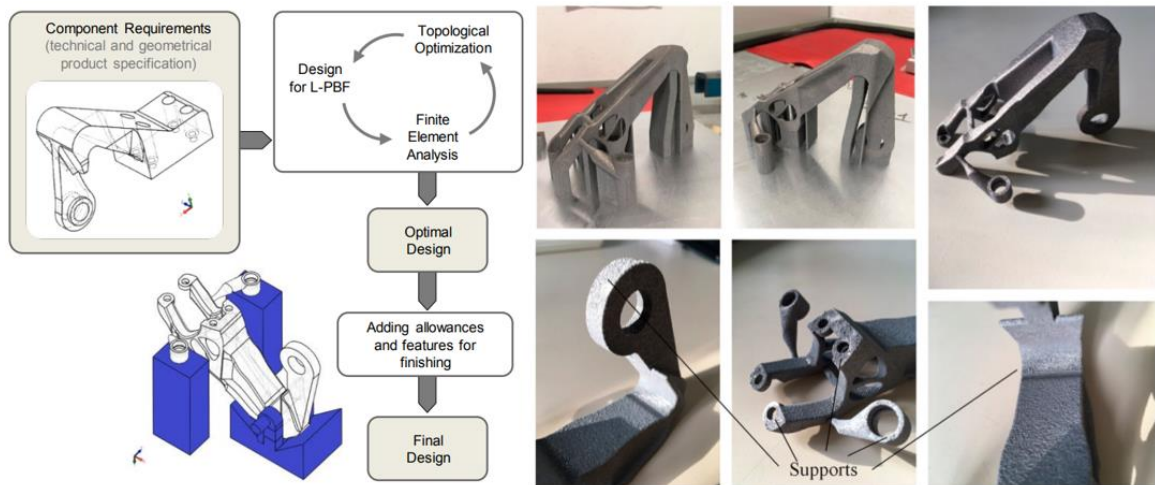 Component Requirements
(technical and geometrical
product specification)
Topological
Optimization
Design
for L-PBF
Finite
Element
Analysis
Optimal
Design
Adding allowances
and features for
finishing
Final
Design
Supports